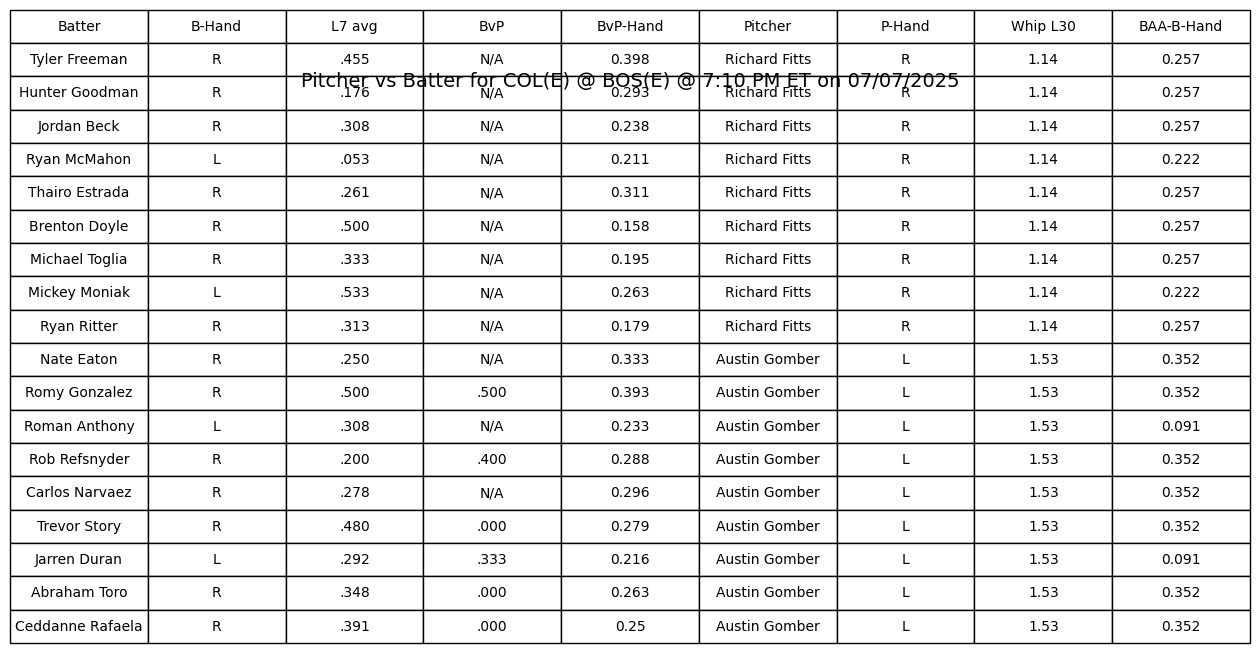 Batter B-Hand L7 avg BvP BvP-Hand Pitcher P-Hand Whip L30 BAA-B-Hand
Tyler Freeman R .455 N/A 0.398 Richard Fitts R 1.14 0.257
Pitcher vs Batter for COL(E) @ BOS(E) @ 7:10 PM ET on 07/07/2025
Hunter Goodman R .176 N/A 0.293 Richard Fitts R 1.14 0.257
Jordan Beck R .308 N/A 0.238 Richard Fitts R 1.14 0.257
Ryan McMahon L .053 N/A 0.211 Richard Fitts R 1.14 0.222
Thairo Estrada R .261 N/A 0.311 Richard Fitts R 1.14 0.257
Brenton Doyle R .500 N/A 0.158 Richard Fitts R 1.14 0.257
Michael Toglia R .333 N/A 0.195 Richard Fitts R 1.14 0.257
Mickey Moniak L .533 N/A 0.263 Richard Fitts R 1.14 0.222
Ryan Ritter R .313 N/A 0.179 Richard Fitts R 1.14 0.257
Nate Eaton R .250 N/A 0.333 Austin Gomber L 1.53 0.352
Romy Gonzalez R .500 .500 0.393 Austin Gomber L 1.53 0.352
Roman Anthony L .308 N/A 0.233 Austin Gomber L 1.53 0.091
Rob Refsnyder R .200 .400 0.288 Austin Gomber L 1.53 0.352
Carlos Narvaez R .278 N/A 0.296 Austin Gomber L 1.53 0.352
Trevor Story R .480 .000 0.279 Austin Gomber L 1.53 0.352
Jarren Duran L .292 .333 0.216 Austin Gomber L 1.53 0.091
Abraham Toro R .348 .000 0.263 Austin Gomber L 1.53 0.352
Ceddanne Rafaela R .391 .000 0.25 Austin Gomber L 1.53 0.352